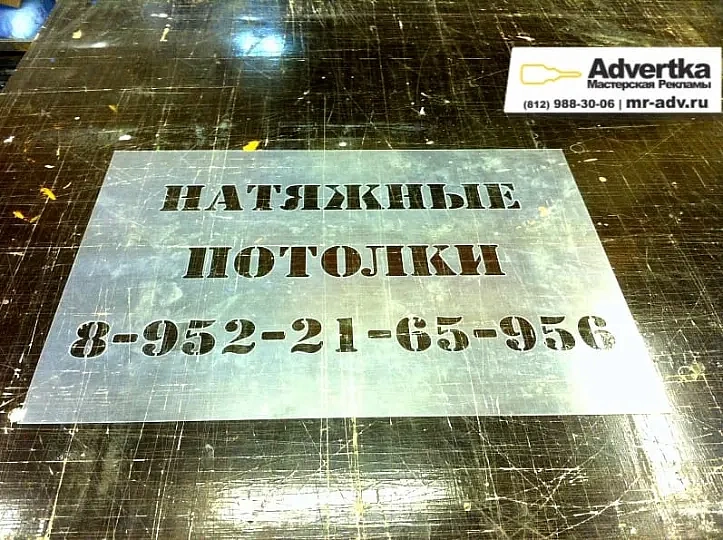 Advertka
Мастерская Рекламы
(812) 988-30-06 | mr-adv.ru
НАТЯЖНЫЕ
ПОТОЛКИ
8-952-21-65-956